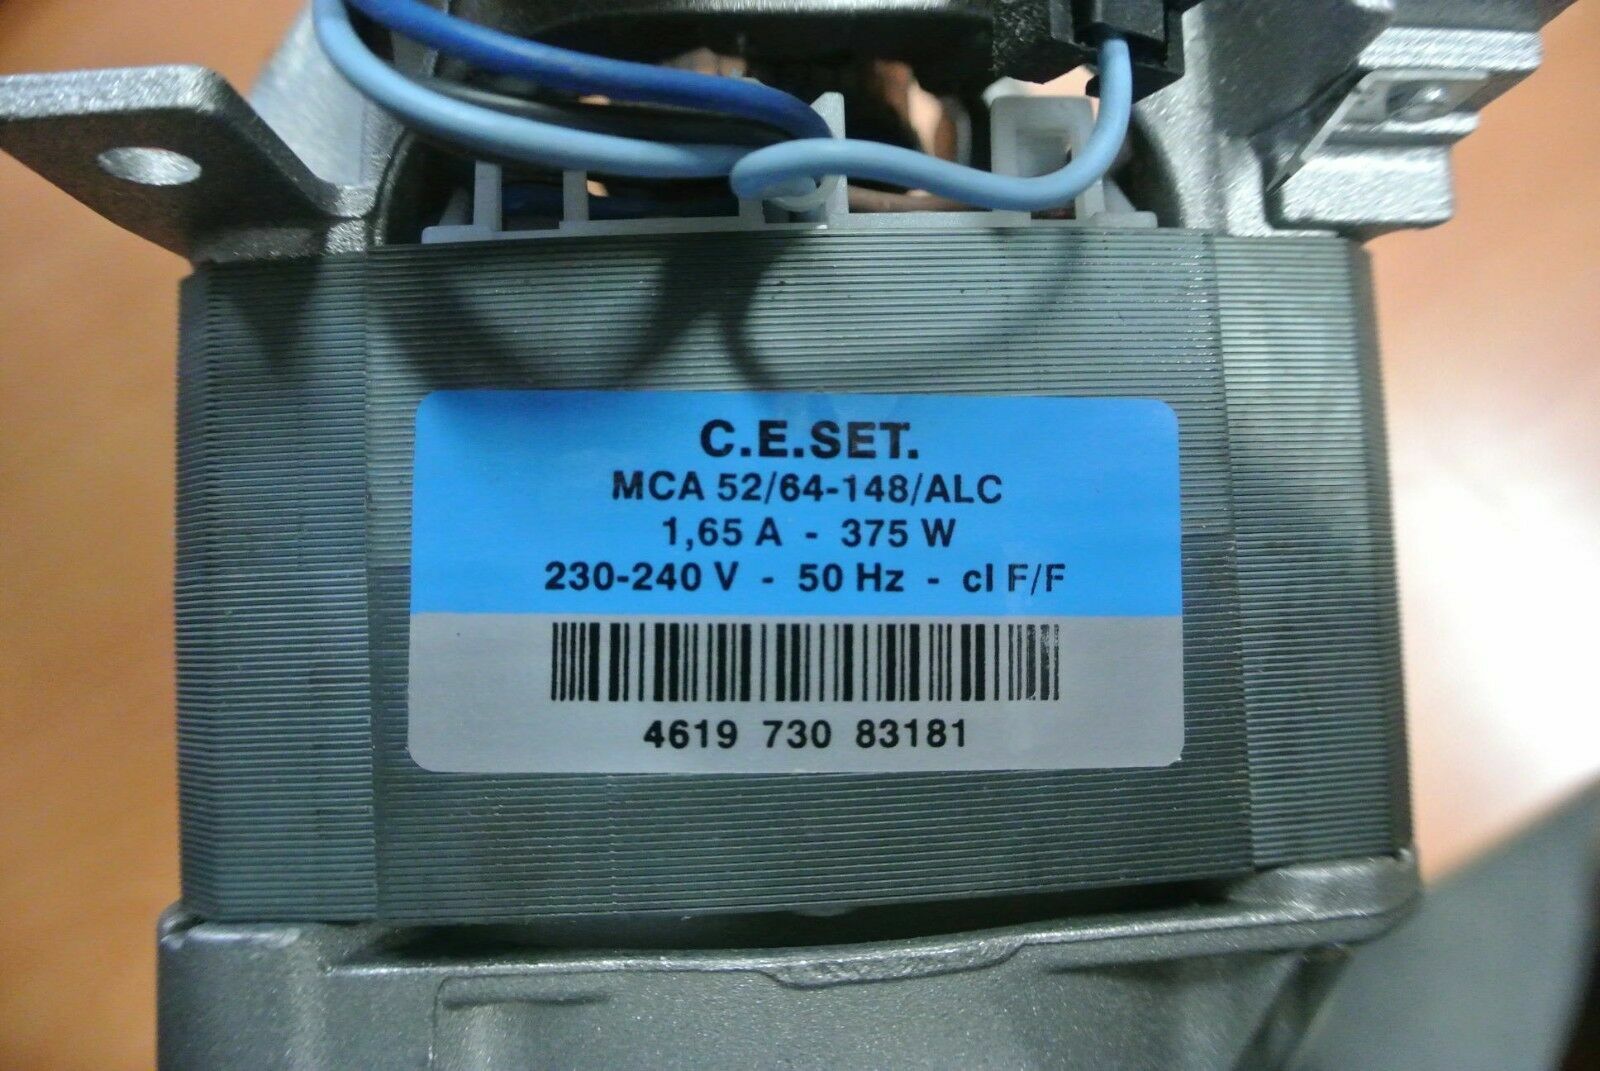 C.E.SET.
MCA 52/64-148/ALC
1,65 A - 375 W
230-240 V - 50 Hz - cl F/F
4619 730 83181